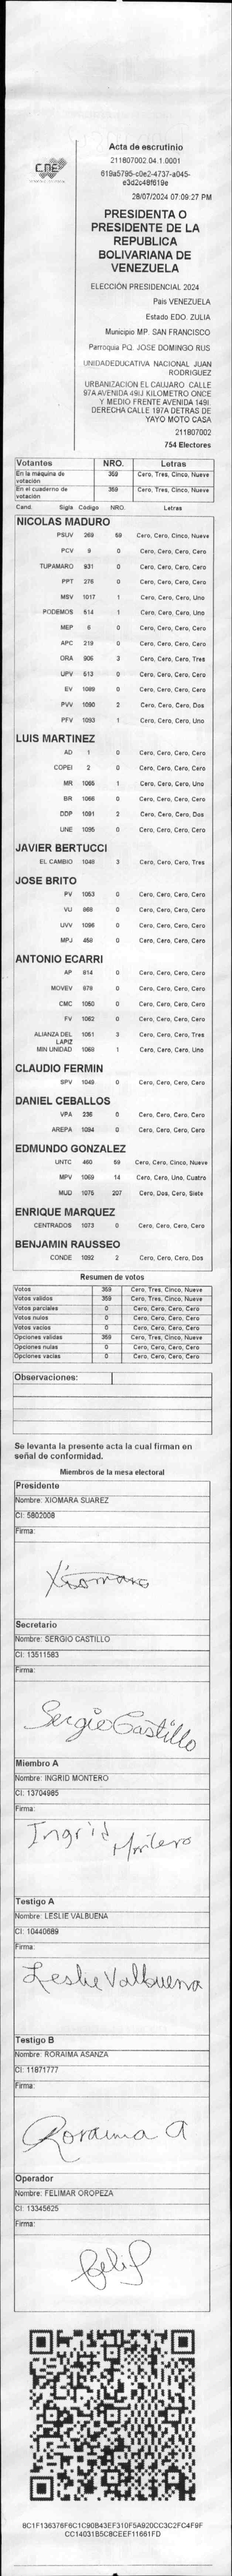 CNE
Acta de escrutinio
211807002.04.1.0001
619a5795-c0e2-4737-a045-
e3d2c48f619e
28/07/2024 07:09:27 PM
PRESIDENTA O
PRESIDENTE DE LA
REPUBLICA
BOLIVARIANA DE
VENEZUELA
ELECCIÓN PRESIDENCIAL 2024
Pais VENEZUELA
Estado EDO. ZULIA
Municipio MP. SAN FRANCISCO
Parroquia PQ. JOSE DOMINGO RUS
UNIDADEDUCATIVA NACIONAL JUAN
RODRIGUEZ
URBANIZACION EL CAUJARO CALLE
97A AVENIDA 49IJ KILOMETRO ONCE
Y MEDIO FRENTE AVENIDA 149I.
DERECHA CALLE 197A DETRAS DE
YAYO MOTO CASA
211807002
754 Electores
Votantes NRO. Letras
En la máquina de votación 359 Cero, Tres, Cinco, Nueve
En el cuaderno de votación 359 Cero, Tres, Cinco, Nueve
Cand. Sigla Código NRO. Letras
NICOLAS MADURO
PSUV 269 59 Cero, Cero, Cinco, Nueve
PCV 9 0 Cero, Cero, Cero, Cero
TUPAMARO 931 0 Cero, Cero, Cero, Cero
PPT 276 0 Cero, Cero, Cero, Cero
MSV 1017 1 Cero, Cero, Cero, Uno
PODEMOS 514 1 Cero, Cero, Cero, Uno
MEP 6 0 Cero, Cero, Cero, Cero
APC 219 0 Cero, Cero, Cero, Cero
ORA 906 3 Cero, Cero, Cero, Tres
UPV 513 0 Cero, Cero, Cero, Cero
EV 1089 0 Cero, Cero, Cero, Cero
PVV 1090 2 Cero, Cero, Cero, Dos
PFV 1093 1 Cero, Cero, Cero, Uno
LUIS MARTINEZ
AD 1 0 Cero, Cero, Cero, Cero
COPEI 2 0 Cero, Cero, Cero, Cero
MR 1065 1 Cero, Cero, Cero, Uno
BR 1066 0 Cero, Cero, Cero, Cero
DDP 1091 2 Cero, Cero, Cero, Dos
UNE 1095 0 Cero, Cero, Cero, Cero
JAVIER BERTUCCI
EL CAMBIO 1048 3 Cero, Cero, Cero, Tres
JOSE BRITO
PV 1053 0 Cero, Cero, Cero, Cero
VU 868 0 Cero, Cero, Cero, Cero
UVV 1096 0 Cero, Cero, Cero, Cero
MPJ 458 0 Cero, Cero, Cero, Cero
ANTONIO ECARRI
AP 814 0 Cero, Cero, Cero, Cero
MOVEV 978 0 Cero, Cero, Cero, Cero
CMC 1050 0 Cero, Cero, Cero, Cero
FV 1062 0 Cero, Cero, Cero, Cero
ALIANZA DEL LAPIZ 1051 3 Cero, Cero, Cero, Tres
MIN UNIDAD 1068 1 Cero, Cero, Cero, Uno
CLAUDIO FERMIN
SPV 1049 0 Cero, Cero, Cero, Cero
DANIEL CEBALLOS
VPA 236 0 Cero, Cero, Cero, Cero
AREPA 1094 0 Cero, Cero, Cero, Cero
EDMUNDO GONZALEZ
UNTC 460 59 Cero, Cero, Cinco, Nueve
MPV 1069 14 Cero, Cero, Uno, Cuatro
MUD 1075 207 Cero, Dos, Cero, Siete
ENRIQUE MARQUEZ
CENTRADOS 1073 0 Cero, Cero, Cero, Cero
BENJAMIN RAUSSEO
CONDE 1092 2 Cero, Cero, Cero, Dos
Resumen de votos
Votos 359 Cero, Tres, Cinco, Nueve
Votos validos 359 Cero, Tres, Cinco, Nueve
Votos parciales 0 Cero, Cero, Cero, Cero
Votos nulos 0 Cero, Cero, Cero, Cero
Votos vacios 0 Cero, Cero, Cero, Cero
Opciones validas 359 Cero, Tres, Cinco, Nueve
Opciones nulas 0 Cero, Cero, Cero, Cero
Opciones vacias 0 Cero, Cero, Cero, Cero
Observaciones:
Se levanta la presente acta la cual firman en
señal de conformidad.
Miembros de la mesa electoral
Presidente
Nombre: XIOMARA SUAREZ
CI: 5802008
Firma:
Xiomara
Secretario
Nombre: SERGIO CASTILLO
CI: 13511583
Firma:
Sergio Castillo
Miembro A
Nombre: INGRID MONTERO
CI: 13704985
Firma:
Ingrid Montero
Testigo A
Nombre: LESLIE VALBUENA
CI: 10440689
Firma:
Leslie Valbuena
Testigo B
Nombre: RORAIMA ASANZA
CI: 11871777
Firma:
Roraima A
Operador
Nombre: FELIMAR OROPEZA
CI: 13345625
Firma:
8C1F136376F6C1C90B43EF310F5A920CC3C2FC4F9F
CC14031B5C8CEEF11661FD